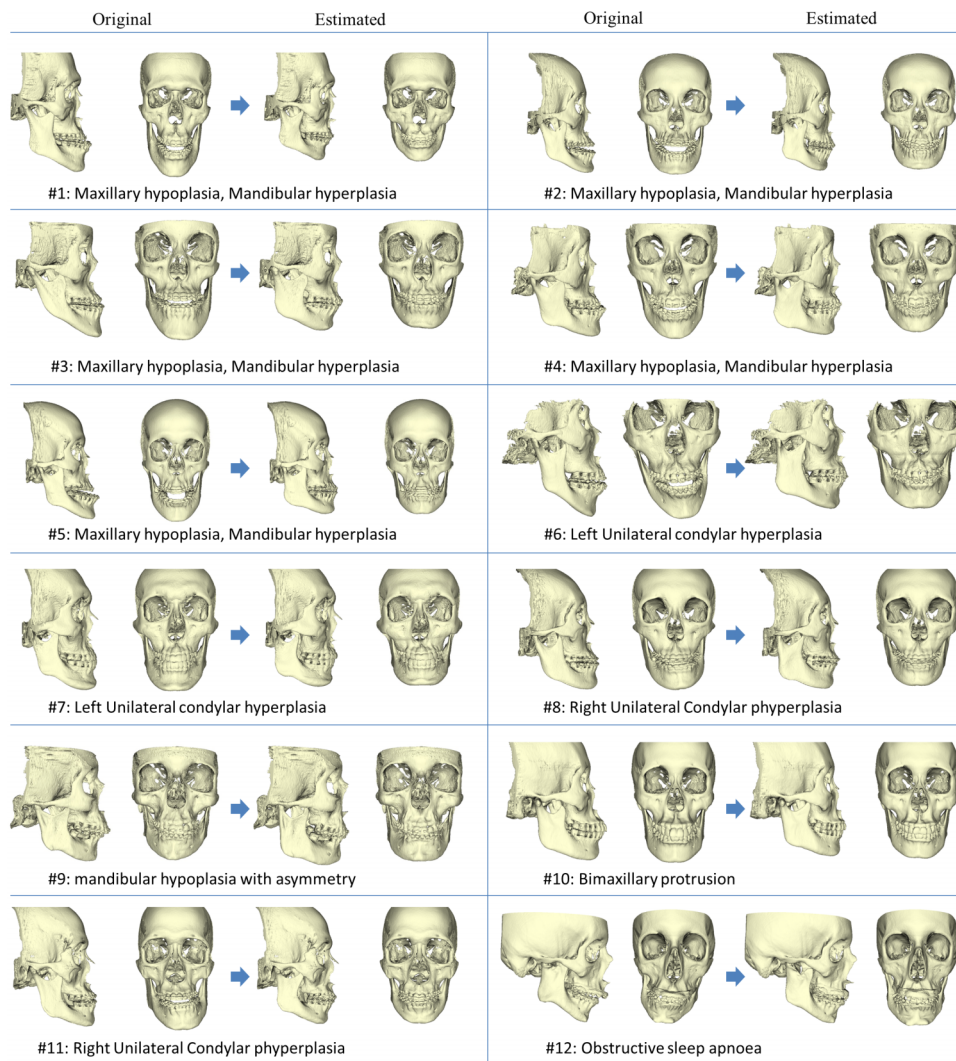 Original Estimated Original Estimated
#1: Maxillary hypoplasia, Mandibular hyperplasia
#2: Maxillary hypoplasia, Mandibular hyperplasia
#3: Maxillary hypoplasia, Mandibular hyperplasia
#4: Maxillary hypoplasia, Mandibular hyperplasia
#5: Maxillary hypoplasia, Mandibular hyperplasia
#6: Left Unilateral condylar hyperplasia
#7: Left Unilateral condylar hyperplasia
#8: Right Unilateral Condylar phyperplasia
#9: mandibular hypoplasia with asymmetry
#10: Bimaxillary protrusion
#11: Right Unilateral Condylar phyperplasia
#12: Obstructive sleep apnoea